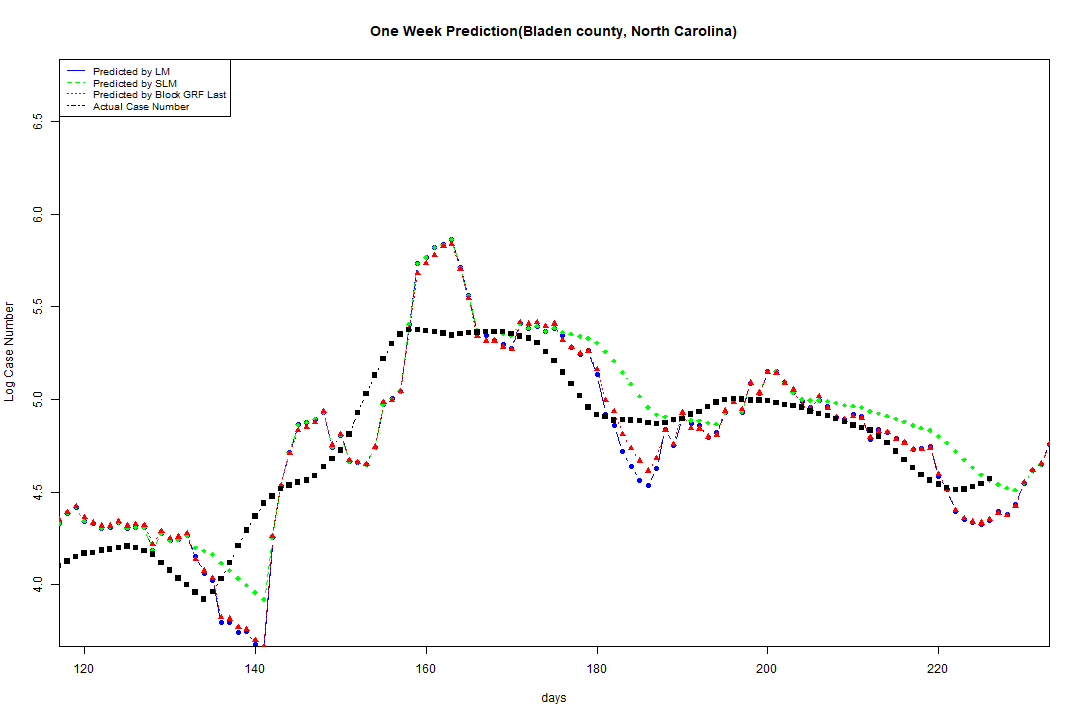 One Week Prediction(Bladen county, North Carolina)
Predicted by LM
Predicted by SLM
Predicted by Block GRF Last
Actual Case Number
6.5
6.0
5.5
5.0
4.5
4.0
Log Case Number
120 140 160 180 200 220
days